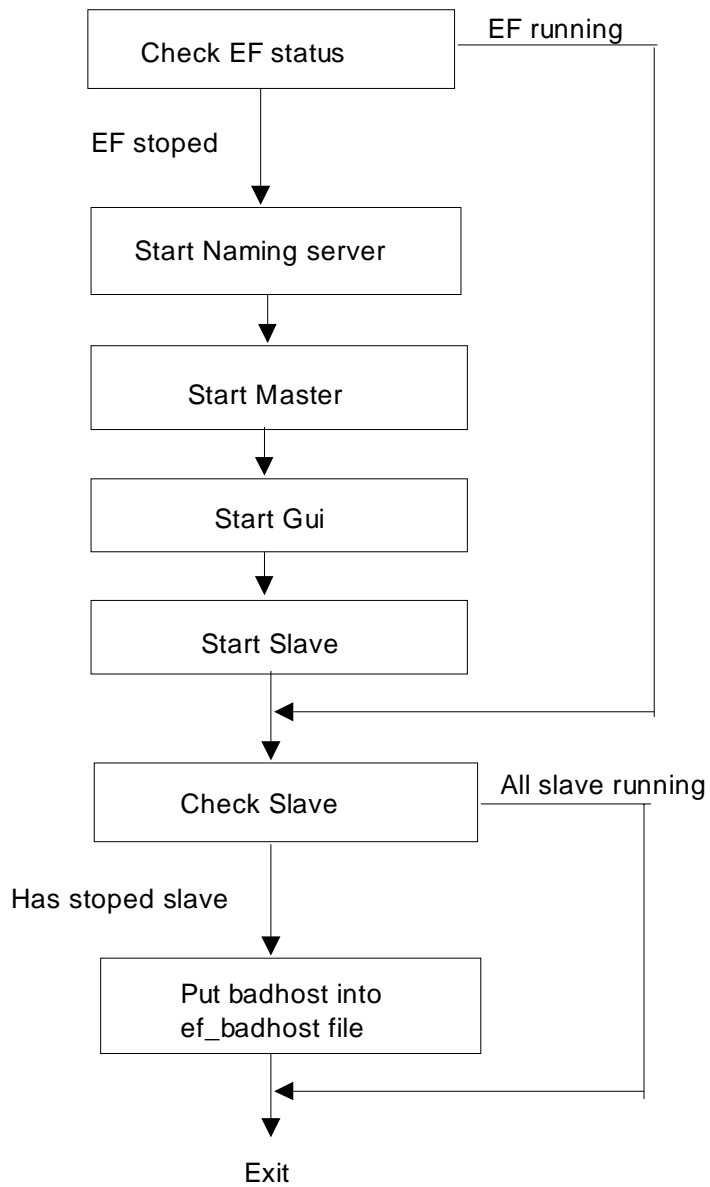 EF running
Check EF status
EF stoped
Start Naming server
Start Master
Start Gui
Start Slave
All slave running
Check Slave
Has stoped slave
Put badhost into
ef_badhost file
Exit